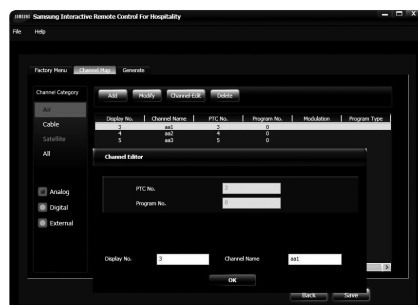 SAMSUNG Samsung Interactive Remote Control For Hospitality
File Help
Factory Menu Channel Map Generate
Channel Category
Air
Cable
Satellite
All
Analog
Digital
External
Add Modify Channel-Edit Delete
Display No. Channel Name PTC No. Program No. Modulation Program Type
3 aa1 3 0
4 aa2 4 0
5 aa3 5 0
Channel Editor
PTC No. 3
Program No. 0
Display No. 3 Channel Name aa1
OK
Back Save